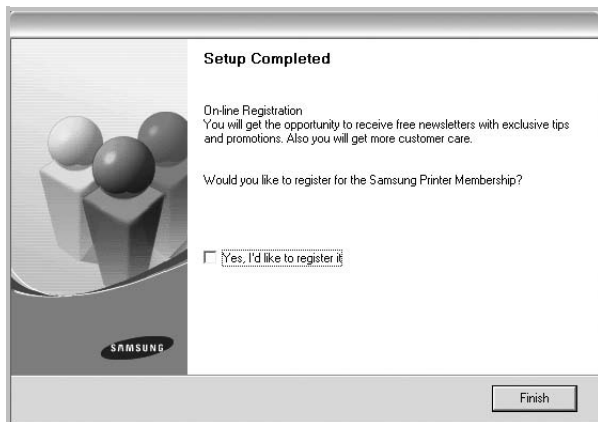 Setup Completed
On-line Registration
You will get the opportunity to receive free newsletters with exclusive tips
and promotions. Also you will get more customer care.
Would you like to register for the Samsung Printer Membership?
Yes, I'd like to register it
SAMSUNG
Finish